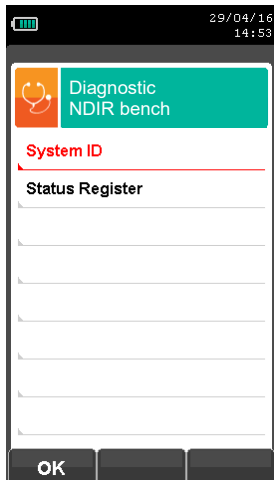 29/04/16
14:53
Diagnostic
NDIR bench
System ID
Status Register
OK